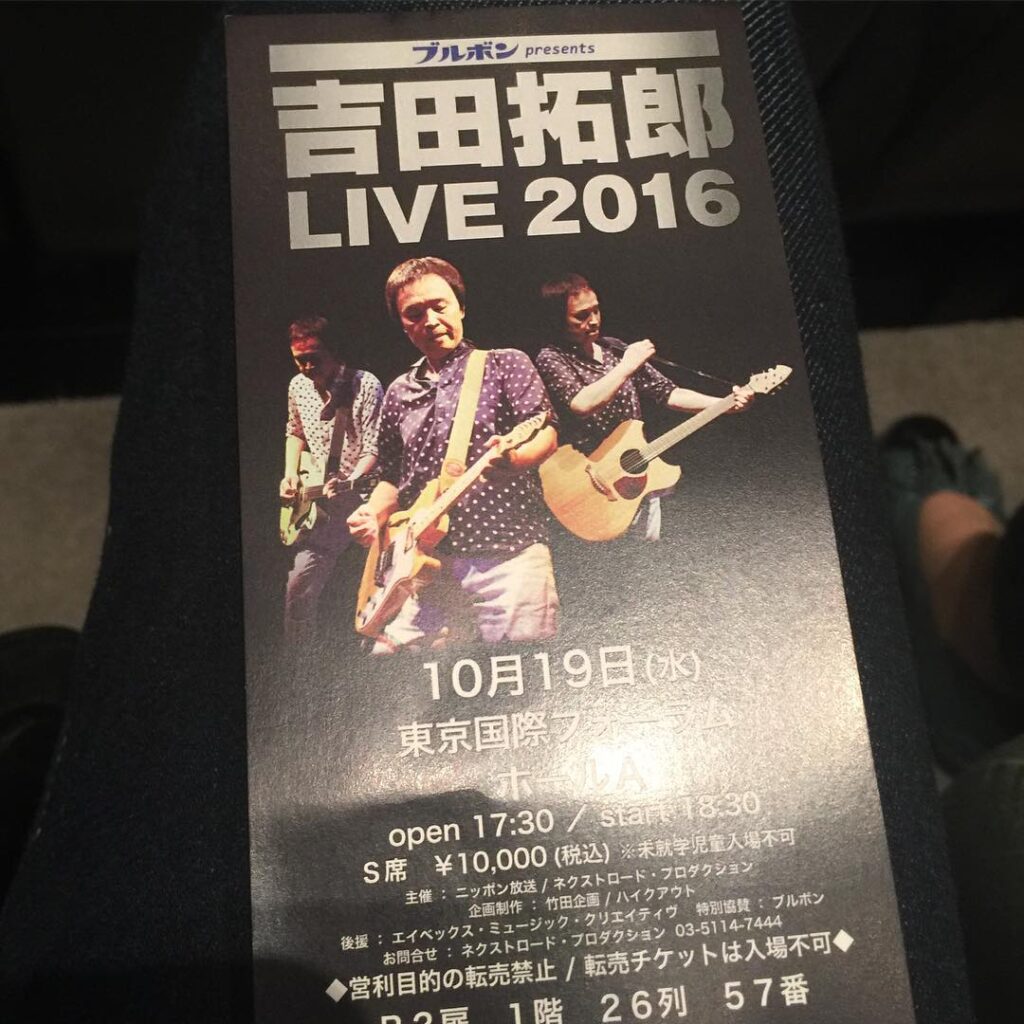 ブルボン presents
吉田拓郎
LIVE 2016
10月19日(水)
東京国際フォーラム
ホールA
open 17:30 / start 18:30
S席 ¥10,000 (税込) ※未就学児童入場不可
主催 : ニッポン放送 / ネクストロード・プロダクション
企画制作 : 竹田企画 / ハイクアウト
後援 : エイベックス・ミュージック・クリエイティヴ 特別協賛 : ブルボン
お問合せ : ネクストロード・プロダクション 03-5114-7444
◆営利目的の転売禁止 / 転売チケットは入場不可◆
2扉 1階 26列 57番